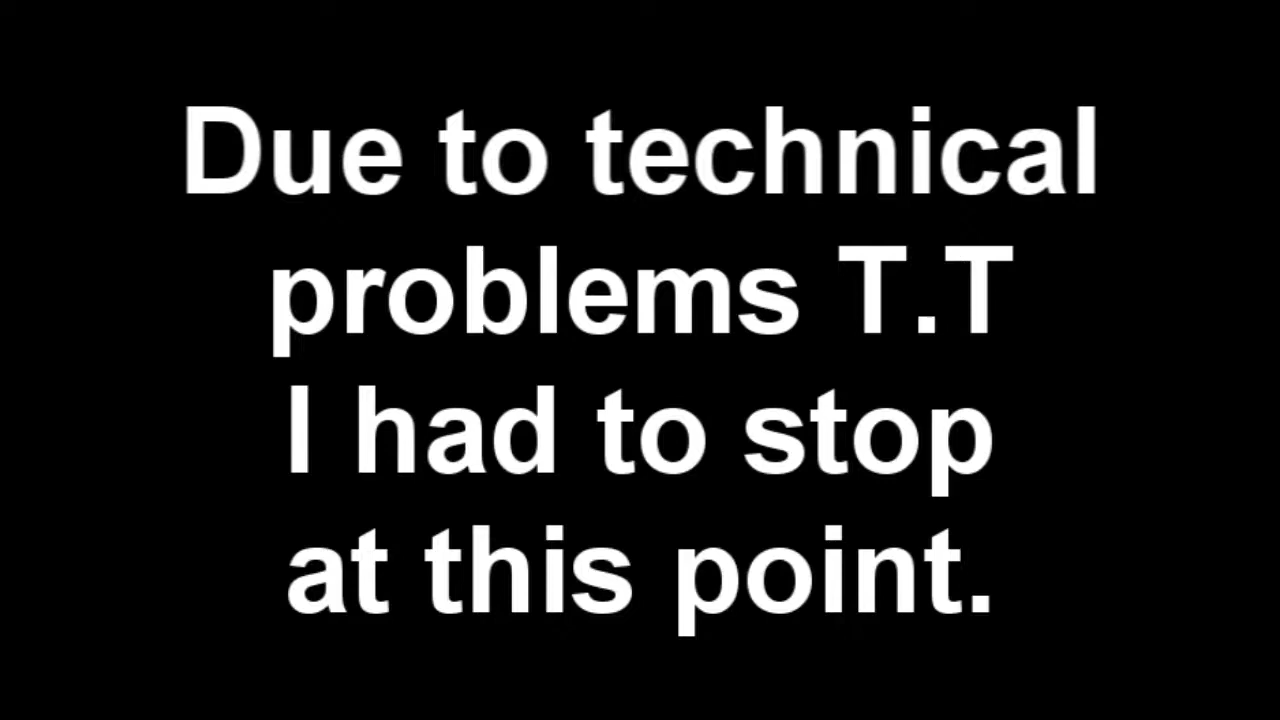 Due to technical
problems T.T
I had to stop
at this point.